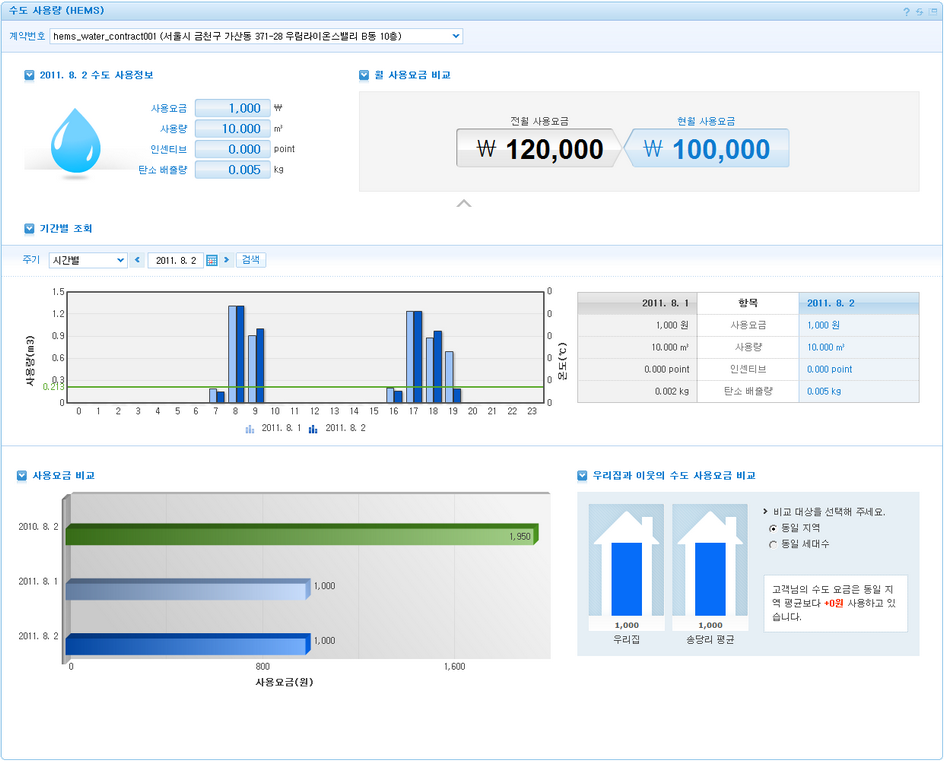 수도 사용량 (HEMS)
계약번호 hems_water_contract001 (서울시 금천구 가산동 371-28 우림라이온스밸리 B동 10층)
2011. 8. 2 수도 사용정보
사용요금 1,000 ₩
사용량 10.000 m³
인센티브 0.000 point
탄소 배출량 0.005 kg
월 사용요금 비교
전월 사용요금 현월 사용요금
₩ 120,000 ₩ 100,000
기간별 조회
주기 시간별 2011. 8. 2 검색
사용량(m3)
1.5
1.2
0.9
0.6
0.3
0.213
0
0 1 2 3 4 5 6 7 8 9 10 11 12 13 14 15 16 17 18 19 20 21 22 23
0
0
0
0
0
0
온도(℃)
2011. 8. 1 2011. 8. 2
2011. 8. 1 항목 2011. 8. 2
1,000 원 사용요금 1,000 원
10.000 m³ 사용량 10.000 m³
0.000 point 인센티브 0.000 point
0.002 kg 탄소 배출량 0.005 kg
사용요금 비교
2010. 8. 2 1,950
2011. 8. 1 1,000
2011. 8. 2 1,000
0 800 1,600
사용요금(원)
우리집과 이웃의 수도 사용요금 비교
1,000 1,000
우리집 송당리 평균
비교 대상을 선택해 주세요.
동일 지역
동일 세대수
고객님의 수도 요금은 동일 지
역 평균보다 +0원 사용하고 있
습니다.